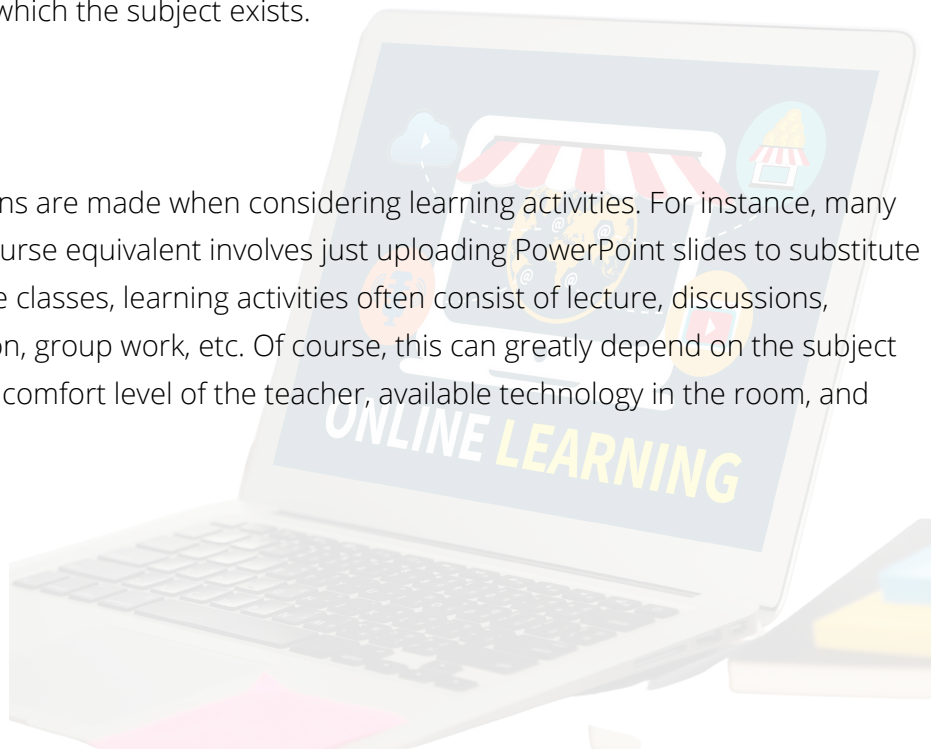 which the subject exists.
ns are made when considering learning activities. For instance, many
urse equivalent involves just uploading PowerPoint slides to substitute
e classes, learning activities often consist of lecture, discussions,
on, group work, etc. Of course, this can greatly depend on the subject
comfort level of the teacher, available technology in the room, and
ONLINE LEARNING